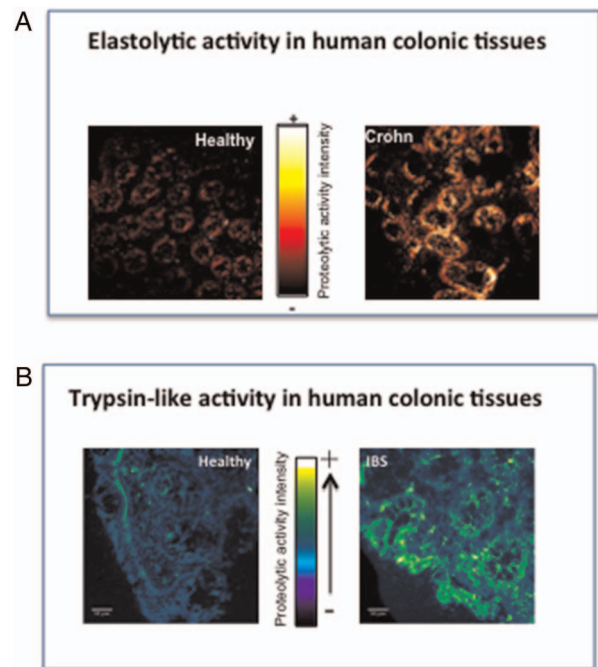 A
Elastolytic activity in human colonic tissues
Healthy
+
Proteolytic activity intensity
-
Crohn
B
Trypsin-like activity in human colonic tissues
Healthy
+
Proteolytic activity intensity
-
IBS